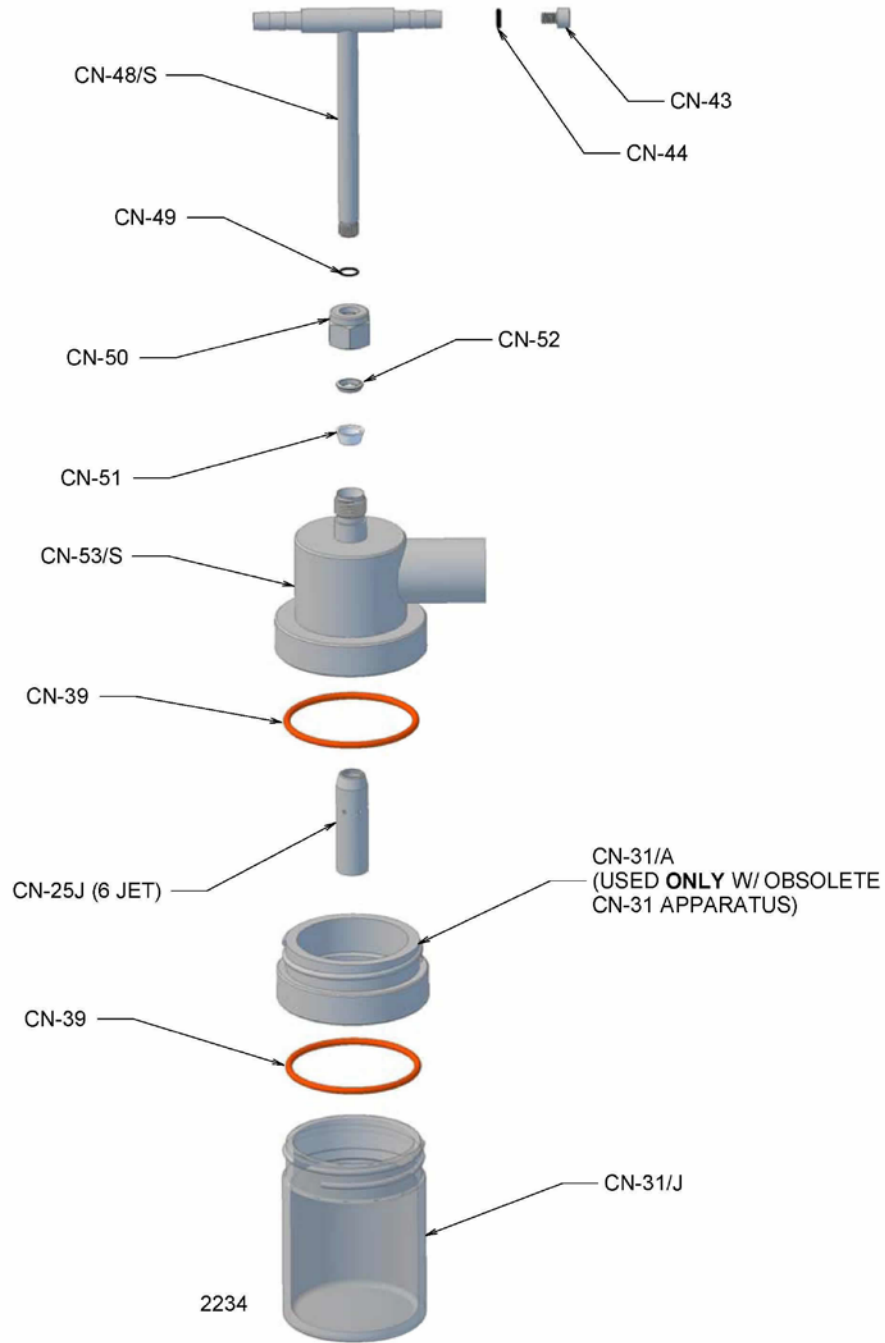 CN-48/S
CN-43
CN-44
CN-49
CN-50
CN-52
CN-51
CN-53/S
CN-39
CN-25J (6 JET)
CN-31/A
(USED ONLY W/ OBSOLETE
CN-31 APPARATUS)
CN-39
CN-31/J
2234